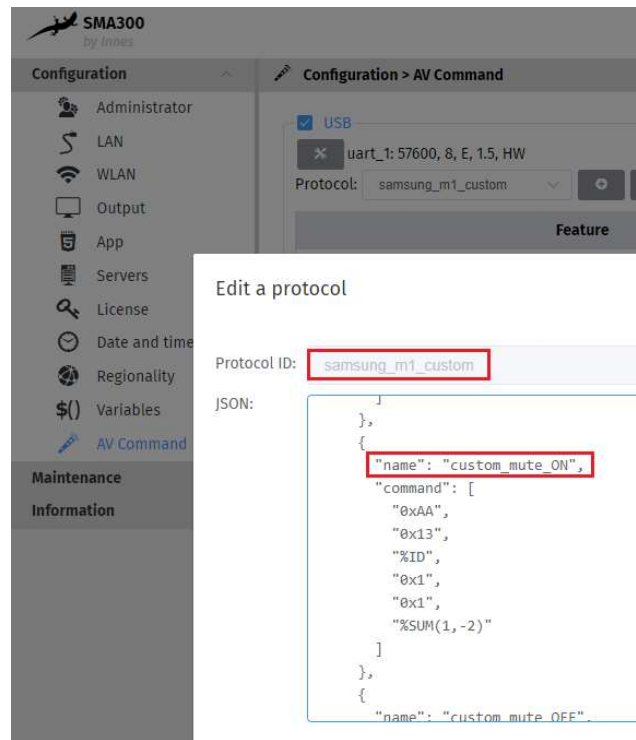 SMA300
by Innes
Configuration
Configuration > AV Command
Administrator
LAN
WLAN
Output
App
Servers
License
Date and time
Regionality
$() Variables
AV Command
Maintenance
Information
USB
uart_1: 57600, 8, E, 1.5, HW
Protocol: samsung_m1_custom
Feature
Edit a protocol
Protocol ID: samsung_m1_custom
JSON:
]
},
{
"name": "custom_mute_ON",
"command": [
"0xAA",
"0x13",
"%ID",
"0x1",
"0x1",
"%SUM(1,-2)"
]
},
{
"name": "custom_mute_OFF",